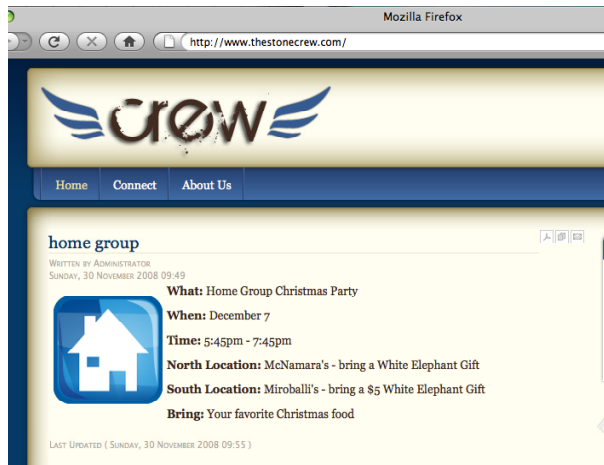 Mozilla Firefox
http://www.thestonecrew.com/
crew
Home Connect About Us
home group
Written by Administrator
Sunday, 30 November 2008 09:49
What: Home Group Christmas Party
When: December 7
Time: 5:45pm - 7:45pm
North Location: McNamara's - bring a White Elephant Gift
South Location: Miroballi's - bring a $5 White Elephant Gift
Bring: Your favorite Christmas food
Last Updated ( Sunday, 30 November 2008 09:55 )